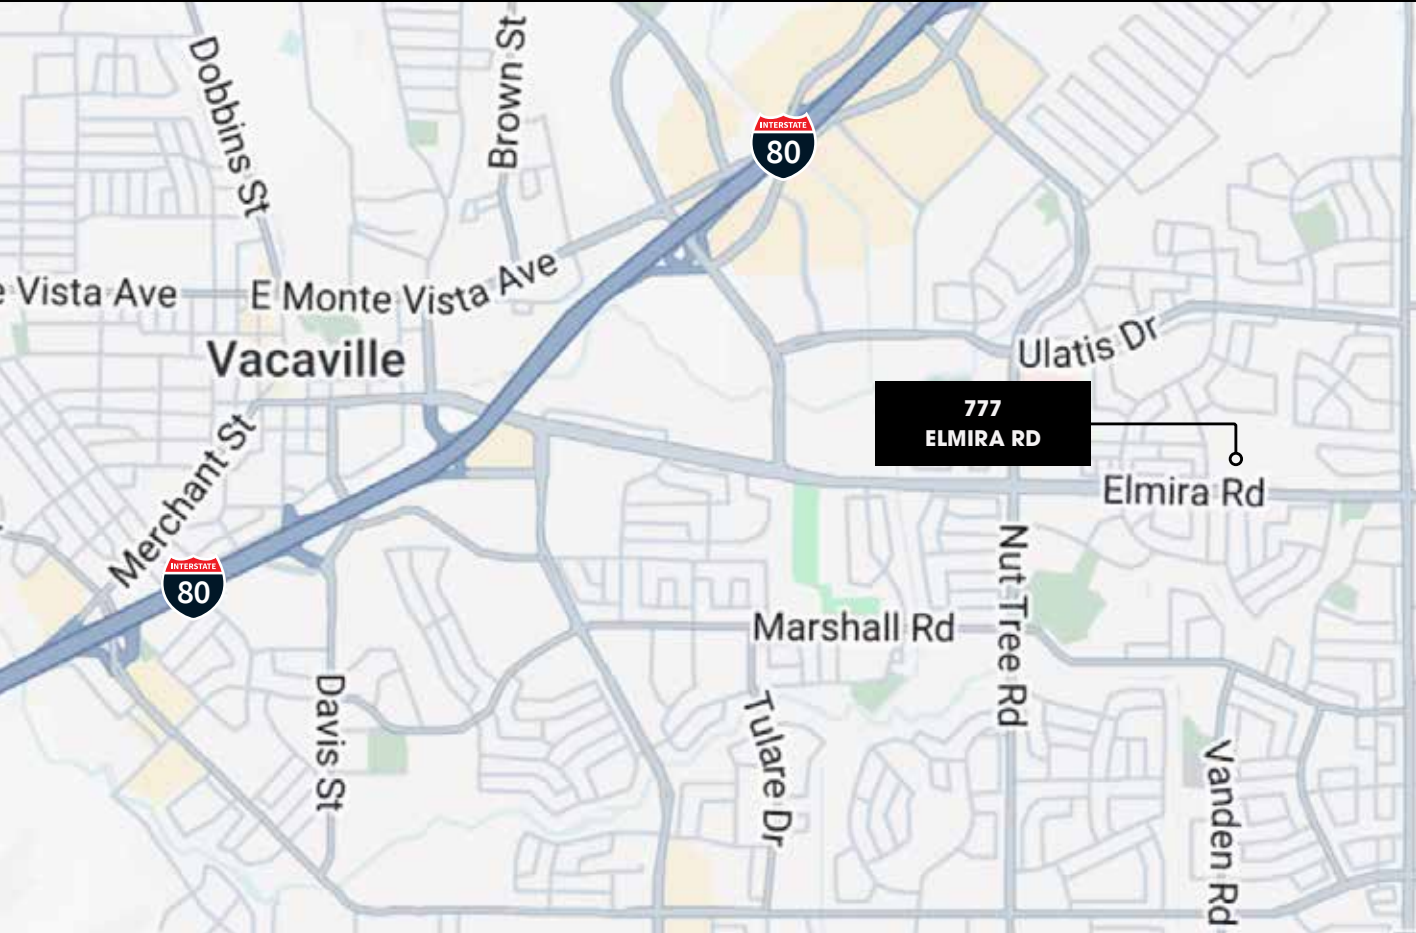 Dobbins St
Brown St
INTERSTATE
80
e Vista Ave
E Monte Vista Ave
Vacaville
Ulatis Dr
777
ELMIRA RD
Merchant St
Elmira Rd
INTERSTATE
80
Nut Tree Rd
Marshall Rd
Davis St
Tulare Dr
Vanden Rd